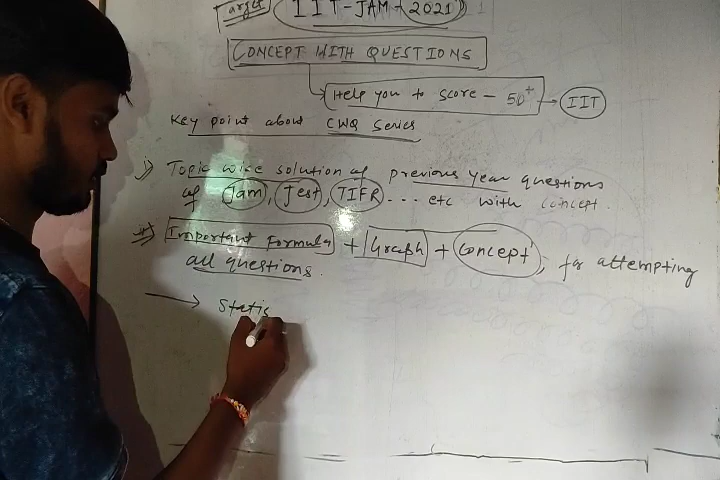 Target IIT-JAM-2021
CONCEPT WITH QUESTIONS
Help you to score - 50+ → IIT
Key point about CWQ Series
i) Topic wise solution of previous year questions
of Jam, Jest, TIFR ... etc with concept.
ii) Important Formula + Graph + Concept, for attempting
all questions.
→ Statis